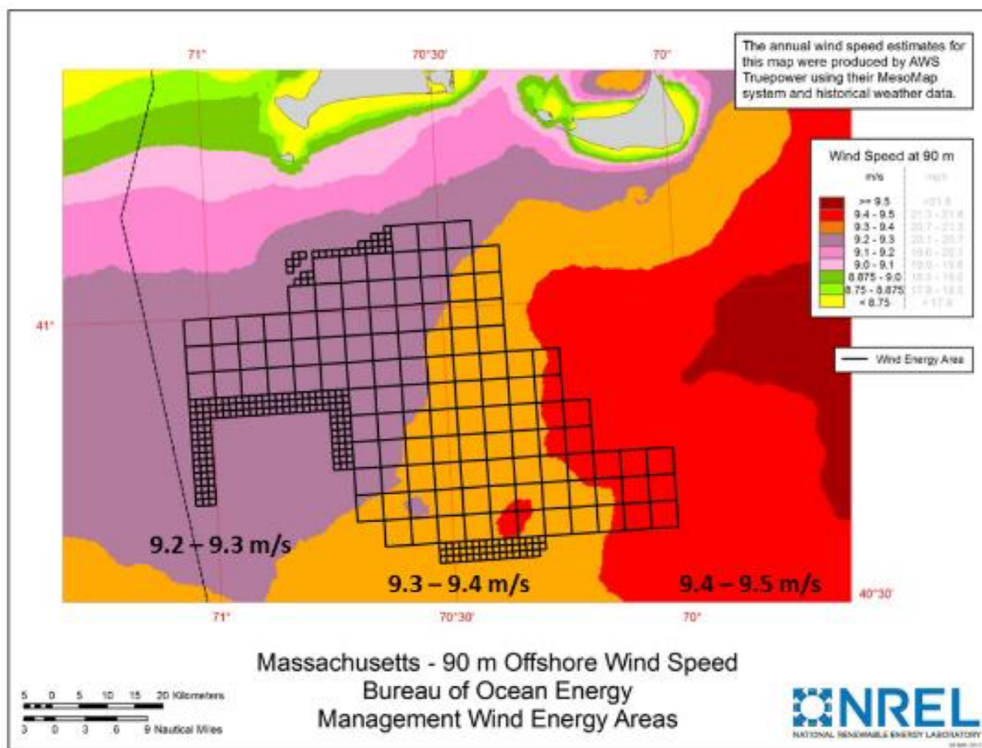 71°
70°30'
70°
The annual wind speed estimates for
this map were produced by AWS
Truepower using their MesoMap
system and historical weather data.
Wind Speed at 90 m
m/s
mph
>= 9.5
9.4 - 9.5
9.3 - 9.4
9.2 - 9.3
9.1 - 9.2
9.0 - 9.1
8.875 - 9.0
8.75 - 8.875
< 8.75
41°
Wind Energy Area
9.2 – 9.3 m/s
9.3 – 9.4 m/s
9.4 – 9.5 m/s
40°30'
71°
70°30'
70°
Massachusetts - 90 m Offshore Wind Speed
Bureau of Ocean Energy
Management Wind Energy Areas
5 0 5 10 15 20 Kilometers
3 0 3 6 9 Nautical Miles
NREL
NATIONAL RENEWABLE ENERGY LABORATORY